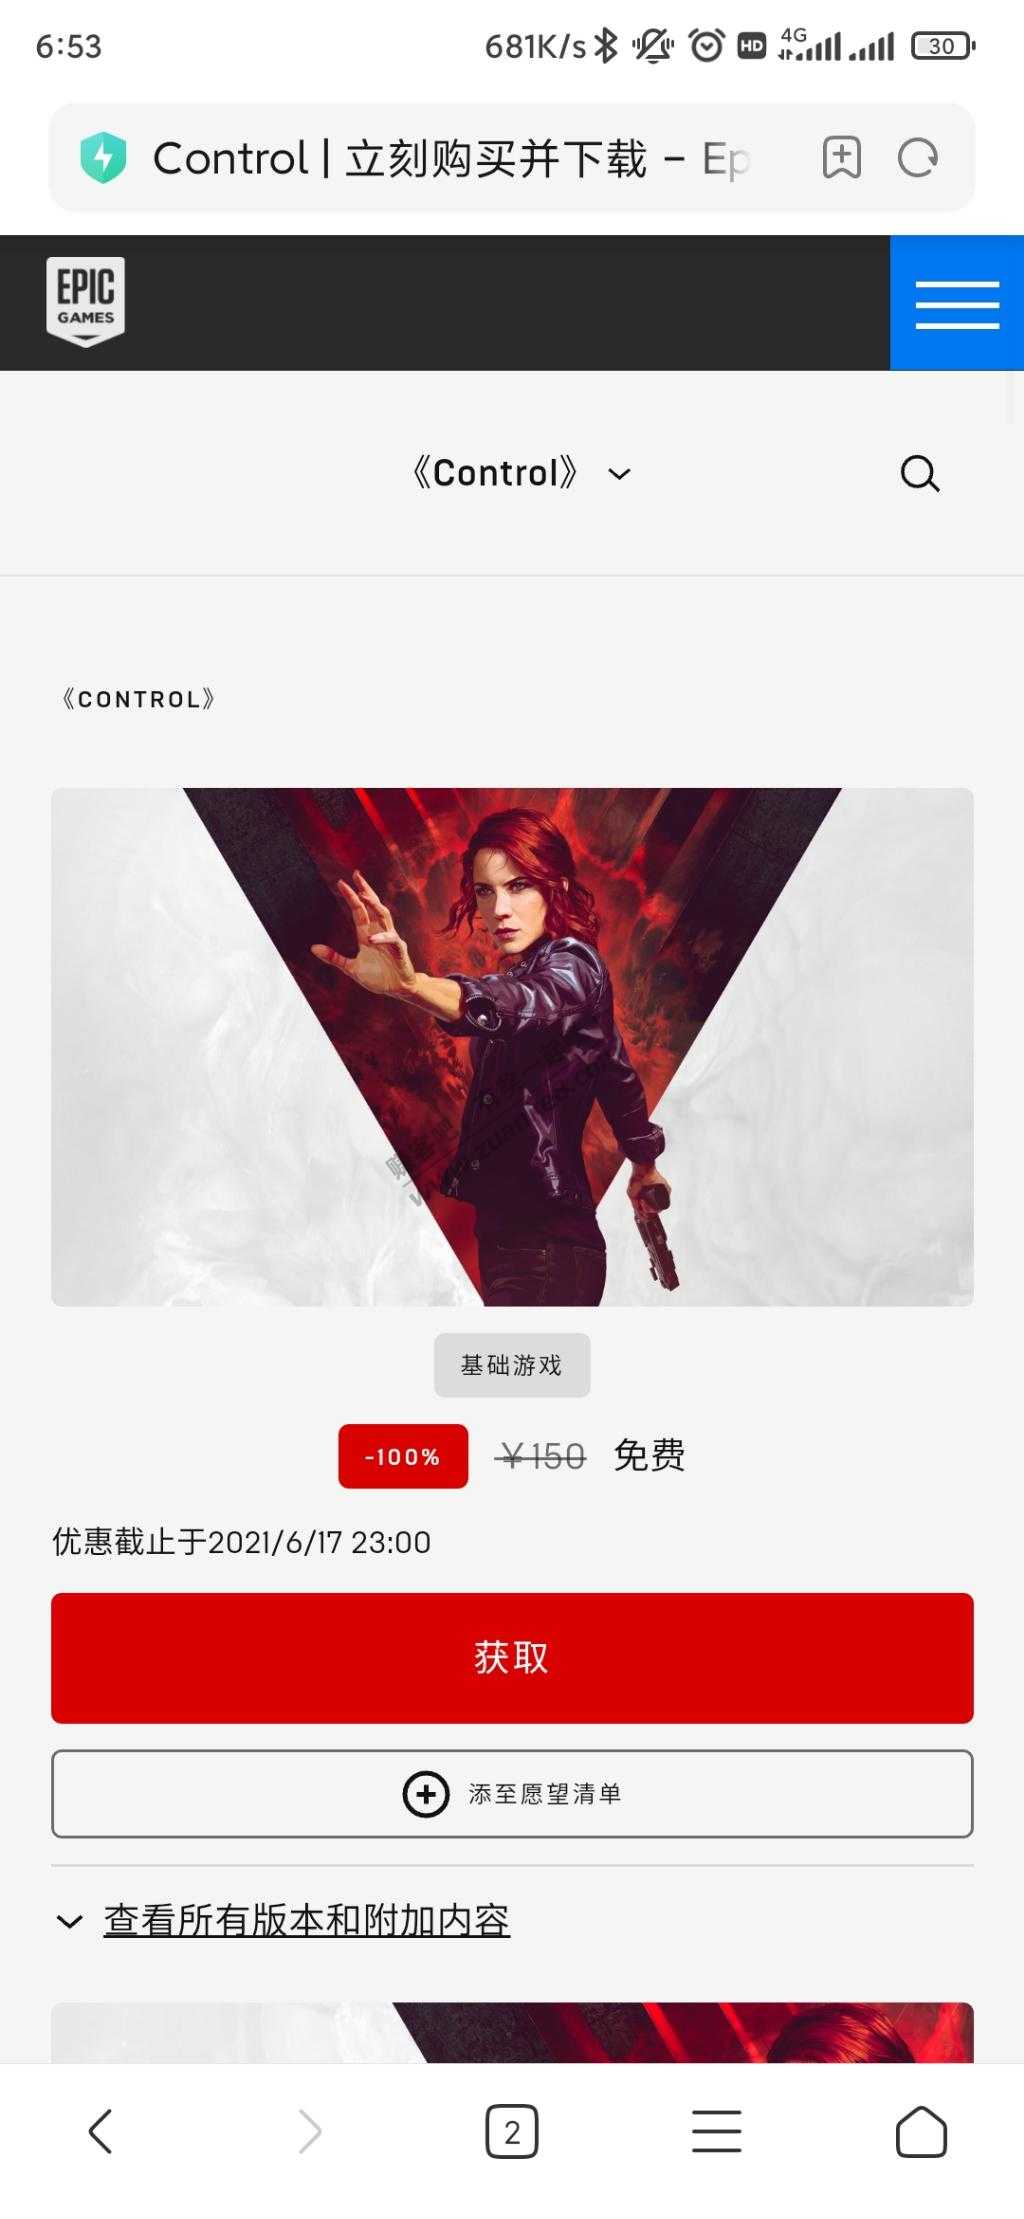 6:53 681K/s 4G HD 30
Control | 立刻购买并下载 – Ep
EPIC
GAMES
《Control》
《CONTROL》
基础游戏
-100% ￥150 免费
优惠截止于2021/6/17 23:00
获取
添至愿望清单
查看所有版本和附加内容
2